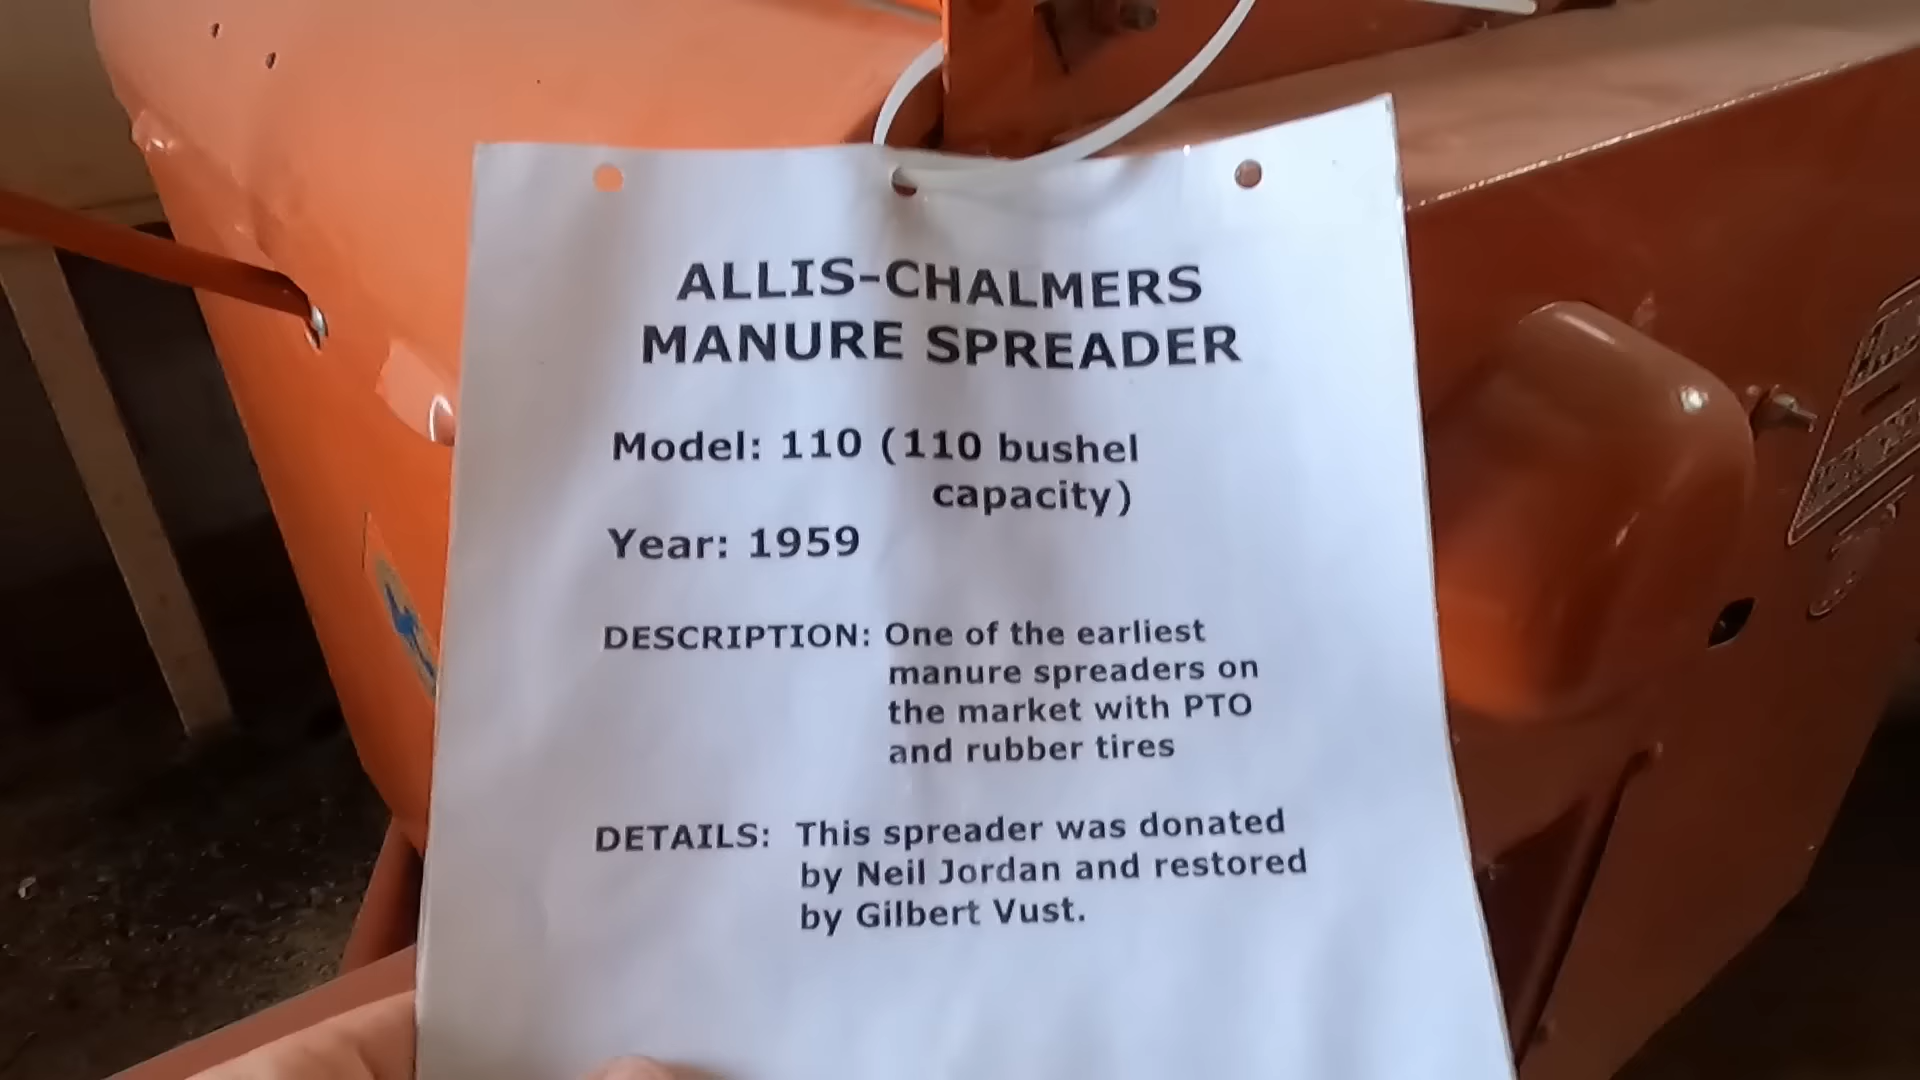 ALLIS-CHALMERS
MANURE SPREADER
Model: 110 (110 bushel
capacity)
Year: 1959
DESCRIPTION: One of the earliest
manure spreaders on
the market with PTO
and rubber tires
DETAILS: This spreader was donated
by Neil Jordan and restored
by Gilbert Vust.